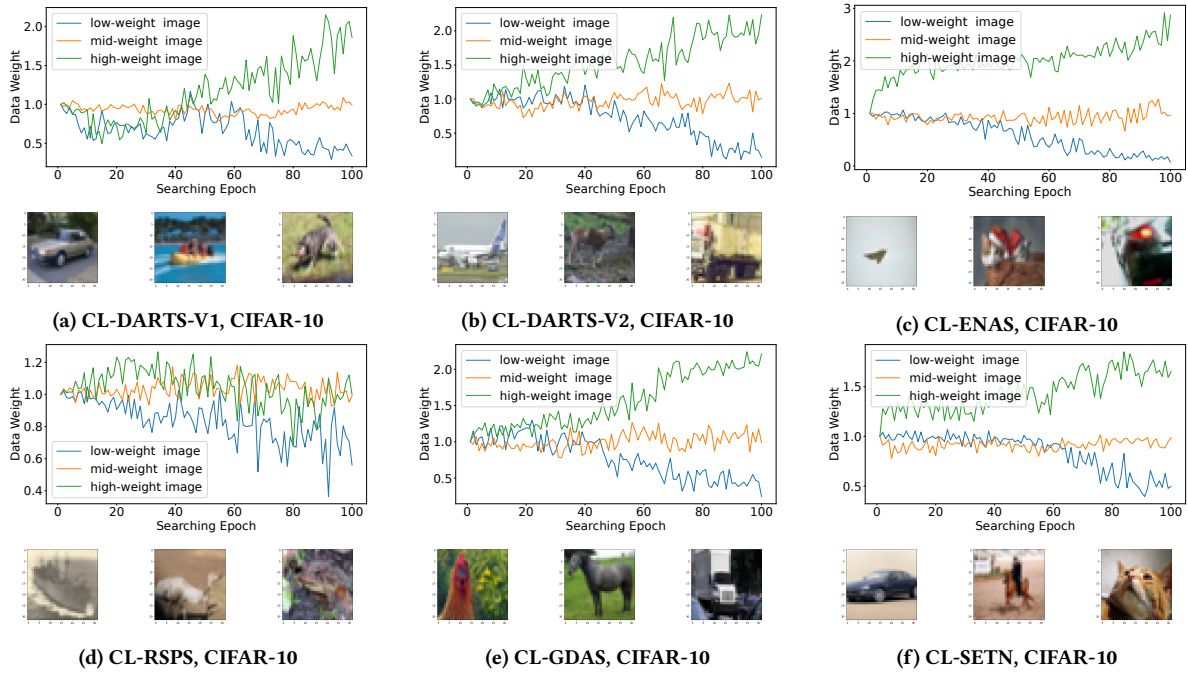 2.0
1.5
1.0
0.5
Data Weight
low-weight  image
mid-weight  image
high-weight image
0
20
40
60
80
100
Searching Epoch
(a) CL-DARTS-V1, CIFAR-10
2.0
1.5
1.0
0.5
Data Weight
low-weight  image
mid-weight  image
high-weight image
0
20
40
60
80
100
Searching Epoch
(b) CL-DARTS-V2, CIFAR-10
3
2
1
0
Data Weight
low-weight  image
mid-weight  image
high-weight image
0
20
40
60
80
100
Searching Epoch
(c) CL-ENAS, CIFAR-10
1.2
1.0
0.8
0.6
0.4
Data Weight
low-weight  image
mid-weight  image
high-weight image
0
20
40
60
80
100
Searching Epoch
(d) CL-RSPS, CIFAR-10
2.0
1.5
1.0
0.5
Data Weight
low-weight  image
mid-weight  image
high-weight image
0
20
40
60
80
100
Searching Epoch
(e) CL-GDAS, CIFAR-10
1.5
1.0
0.5
Data Weight
low-weight  image
mid-weight  image
high-weight image
0
20
40
60
80
100
Searching Epoch
(f) CL-SETN, CIFAR-10